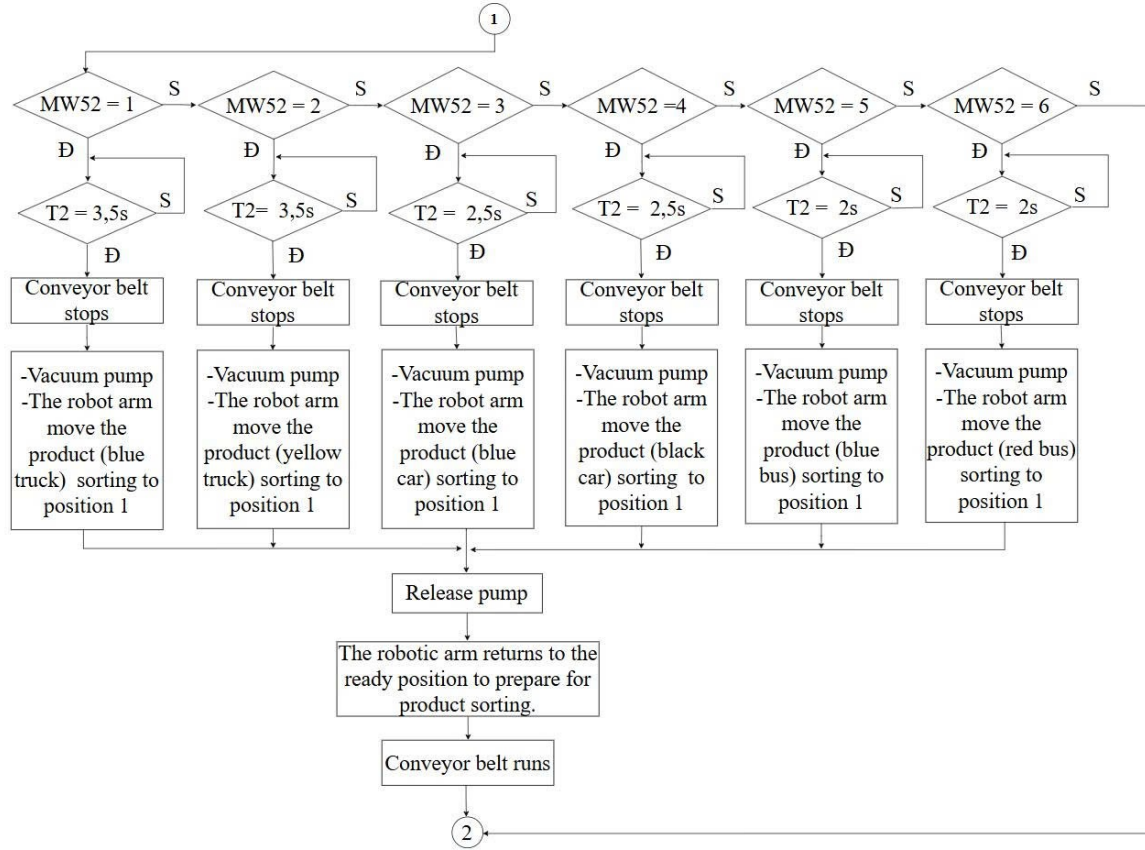 1
MW52 = 1
S
MW52 = 2
S
MW52 = 3
S
MW52 =4
S
MW52 = 5
S
MW52 = 6
S
Đ
Đ
Đ
Đ
Đ
Đ
T2 = 3,5s
S
T2= 3,5s
S
T2 = 2,5s
S
T2 = 2,5s
S
T2 = 2s
S
T2 = 2s
S
Đ
Đ
Đ
Đ
Đ
Đ
Conveyor belt
stops
Conveyor belt
stops
Conveyor belt
stops
Conveyor belt
stops
Conveyor belt
stops
Conveyor belt
stops
-Vacuum pump
-The robot arm
move the
product (blue
truck) sorting to
position 1
-Vacuum pump
-The robot arm
move the
product (yellow
truck) sorting to
position 1
-Vacuum pump
-The robot arm
move the
product (blue
car) sorting to
position 1
-Vacuum pump
-The robot arm
move the
product (black
car) sorting to
position 1
-Vacuum pump
-The robot arm
move the
product (blue
bus) sorting to
position 1
-Vacuum pump
-The robot arm
move the
product (red bus)
sorting to
position 1
Release pump
The robotic arm returns to the
ready position to prepare for
product sorting.
Conveyor belt runs
2